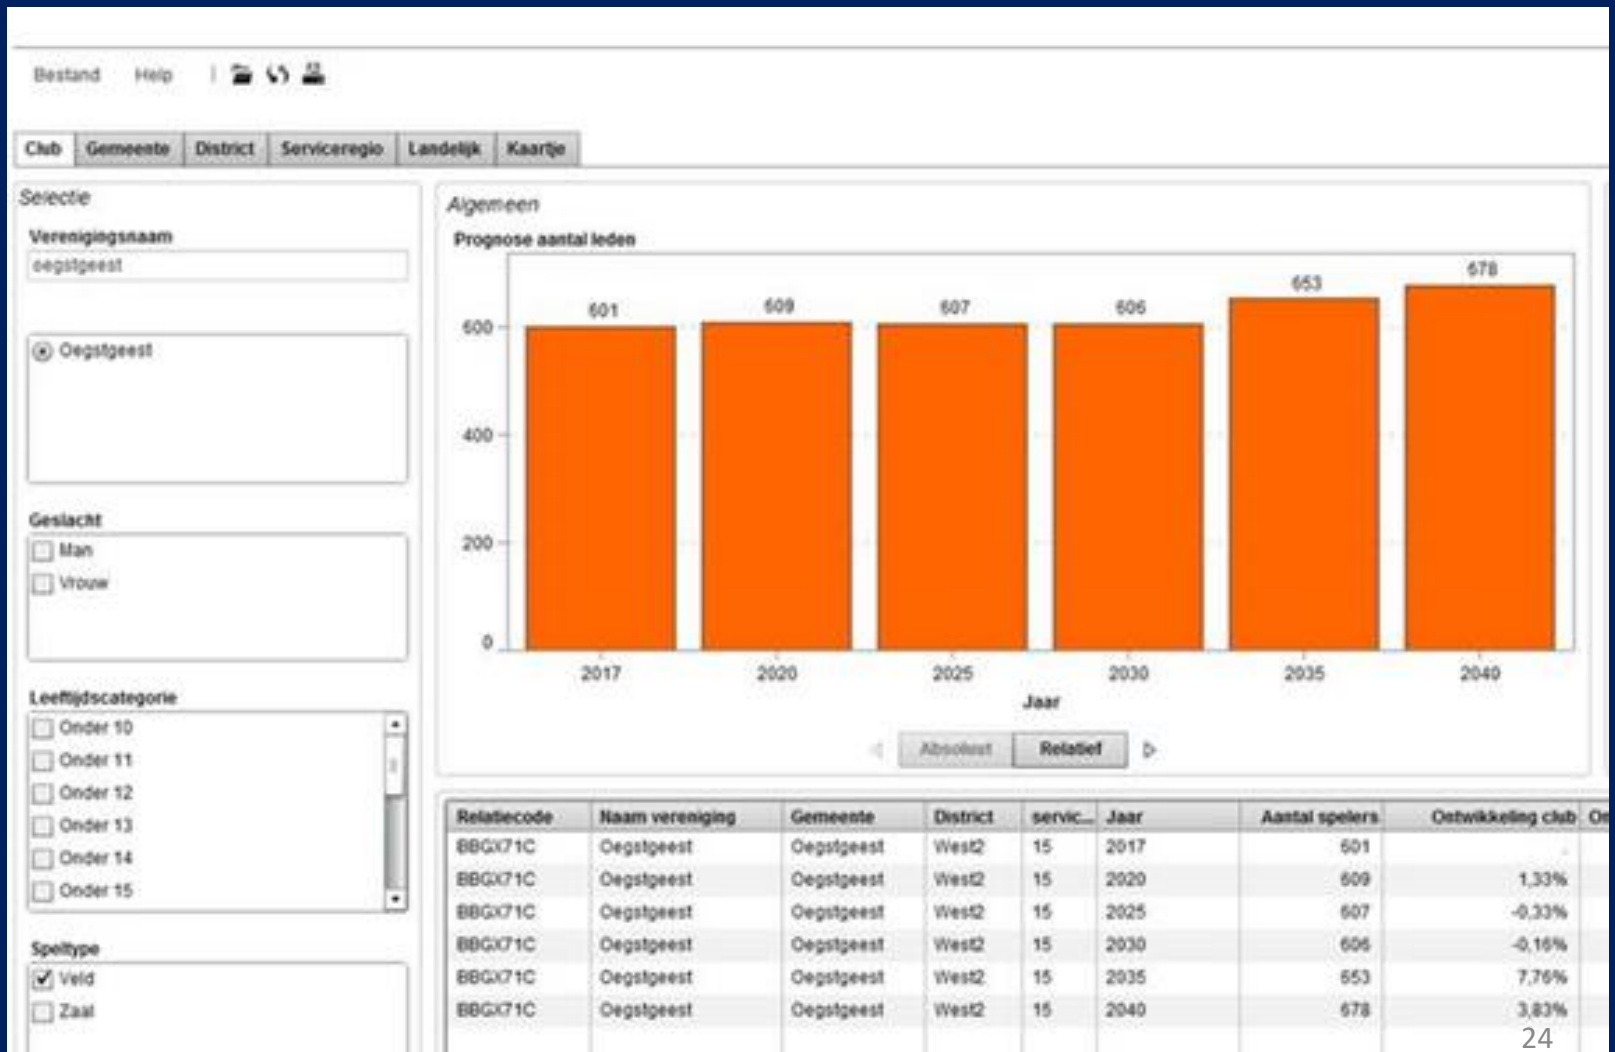 Bestand Help
Club Gemeente District Serviceregio Landelijk Kaartje
Selectie
Verenigingsnaam
oegstgeest
Oegstgeest
Geslacht
Man
Vrouw
Leeftijdscategorie
Onder 10
Onder 11
Onder 12
Onder 13
Onder 14
Onder 15
Speltype
Veld
Zaal
Algemeen
Prognose aantal leden
601 609 607 606 653 678
600
400
200
0
2017 2020 2025 2030 2035 2040
Jaar
Absoluut Relatief
Relatiecode Naam vereniging Gemeente District servic... Jaar Aantal spelers Ontwikkeling club On
BBGX71C Oegstgeest Oegstgeest West2 15 2017 601 .
BBGX71C Oegstgeest Oegstgeest West2 15 2020 609 1,33%
BBGX71C Oegstgeest Oegstgeest West2 15 2025 607 -0,33%
BBGX71C Oegstgeest Oegstgeest West2 15 2030 606 -0,16%
BBGX71C Oegstgeest Oegstgeest West2 15 2035 653 7,76%
BBGX71C Oegstgeest Oegstgeest West2 15 2040 678 3,83%
24